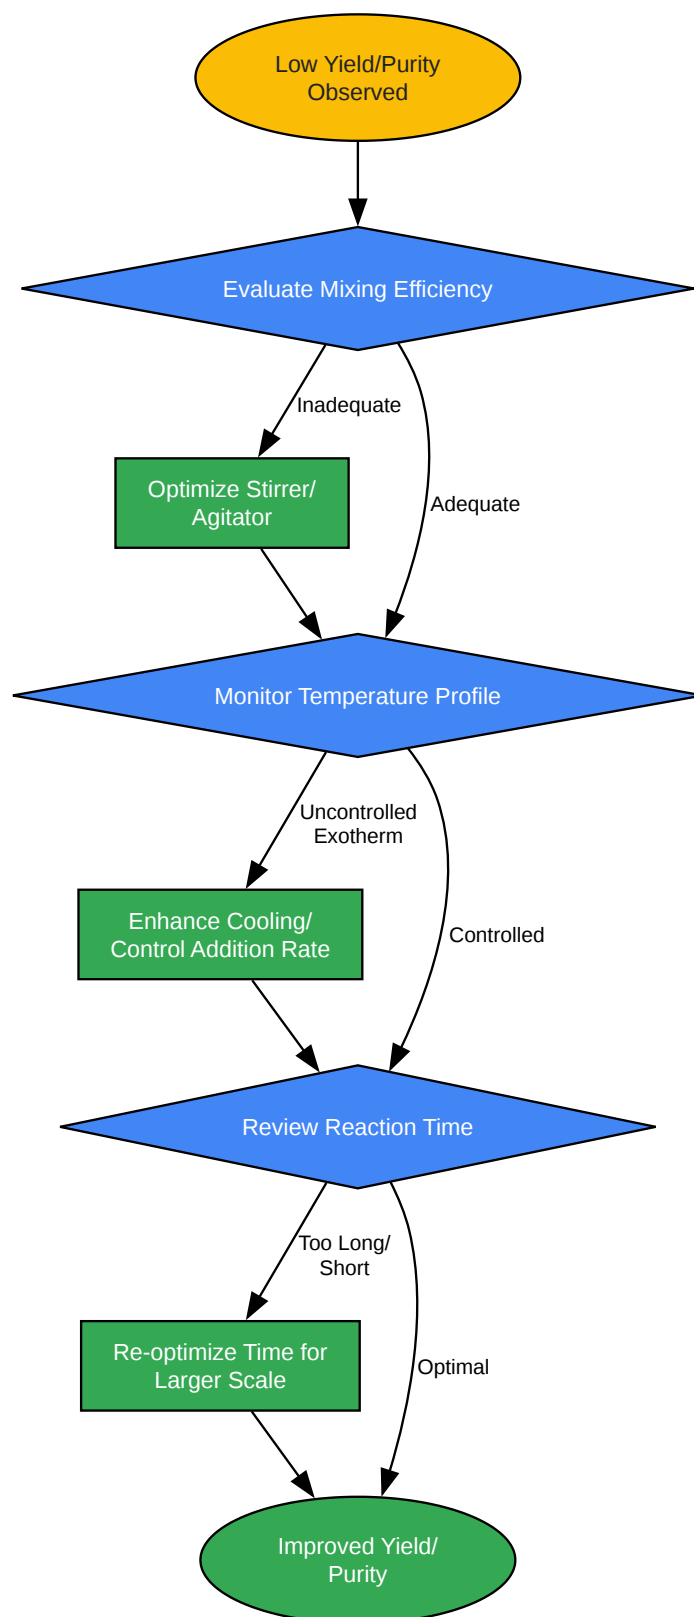 Low Yield/Purity
Observed
Evaluate Mixing Efficiency
Inadequate
Optimize Stirrer/
Agitator
Adequate
Monitor Temperature Profile
Uncontrolled
Exotherm
Enhance Cooling/
Control Addition Rate
Controlled
Review Reaction Time
Too Long/
Short
Re-optimize Time for
Larger Scale
Optimal
Improved Yield/
Purity